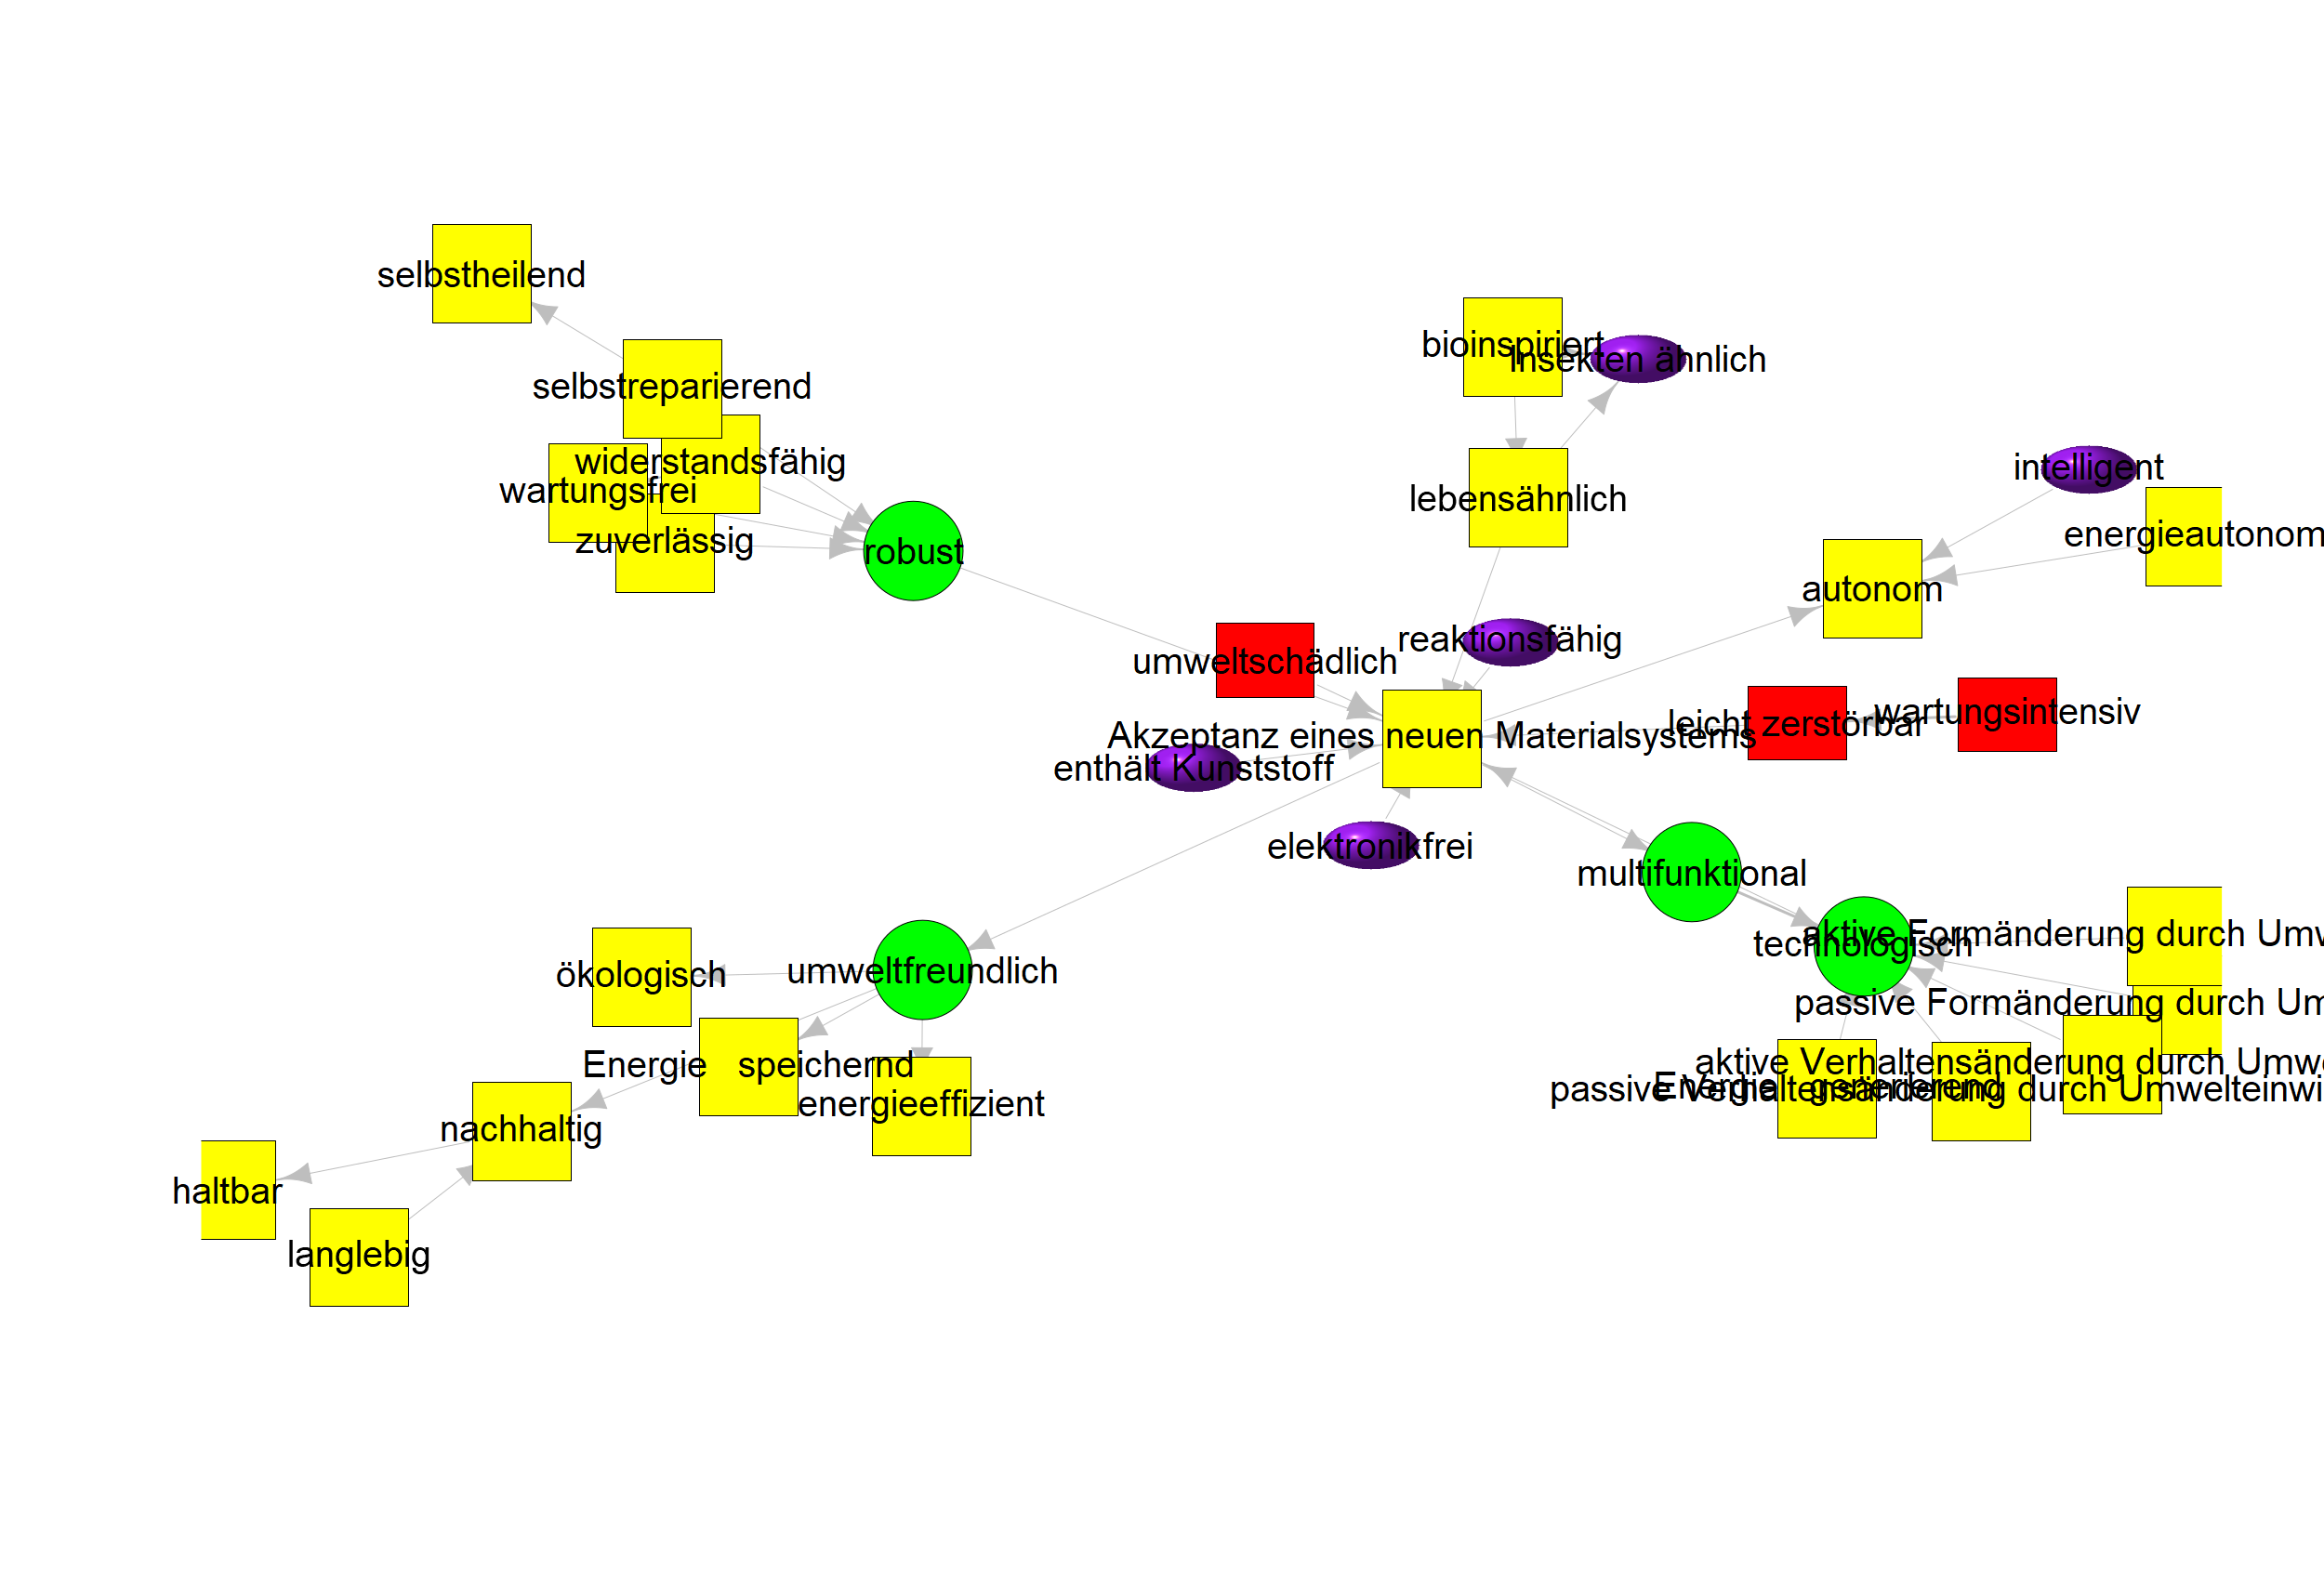 selbstheilend
bioinspiriert
Insekten ähnlich
selbstreparierend
widerstandsfähig
intelligent
wartungsfrei
lebensähnlich
energieautonom
zuverlässig
robust
autonom
reaktionsfähig
umweltschädlich
wartungsintensiv
leicht zerstörbar
Akzeptanz eines neuen Materialsystems
enthält Kunststoff
elektronikfrei
multifunktional
aktive Formänderung durch Umw
technologisch
umweltfreundlich
ökologisch
passive Formänderung durch Um
Energie speichernd
aktive Verhaltensänderung durch Umwe
Energie generierend
passive Verhaltensänderung durch Umwelteinwi
energieeffizient
nachhaltig
haltbar
langlebig